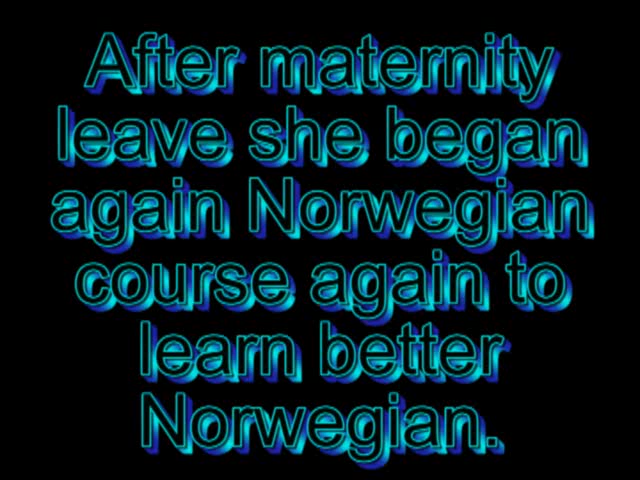 After maternity
leave she began
again Norwegian
course again to
learn better
Norwegian.